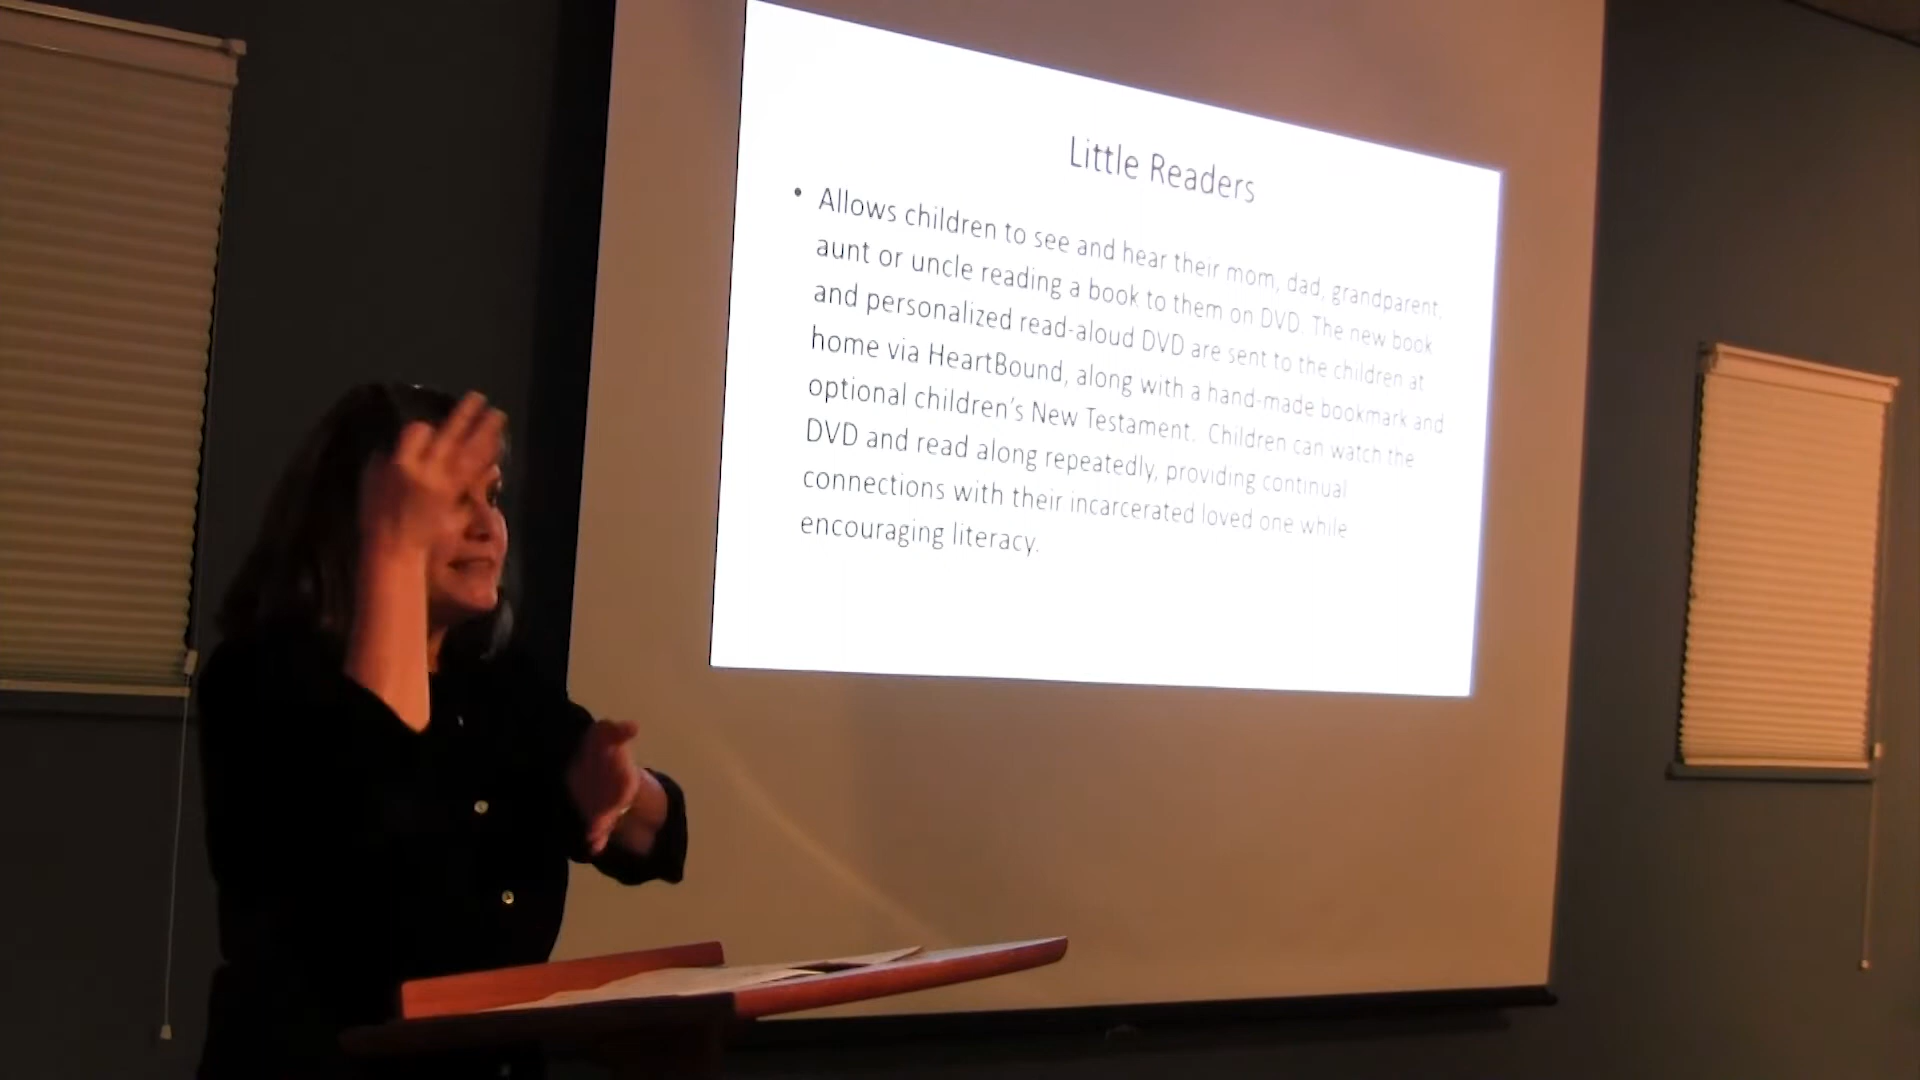 Little Readers
• Allows children to see and hear their mom, dad, grandparent,
aunt or uncle reading a book to them on DVD. The new book
and personalized read-aloud DVD are sent to the children at
home via HeartBound, along with a hand-made bookmark and
optional children's New Testament. Children can watch the
DVD and read along repeatedly, providing continual
connections with their incarcerated loved one while
encouraging literacy.